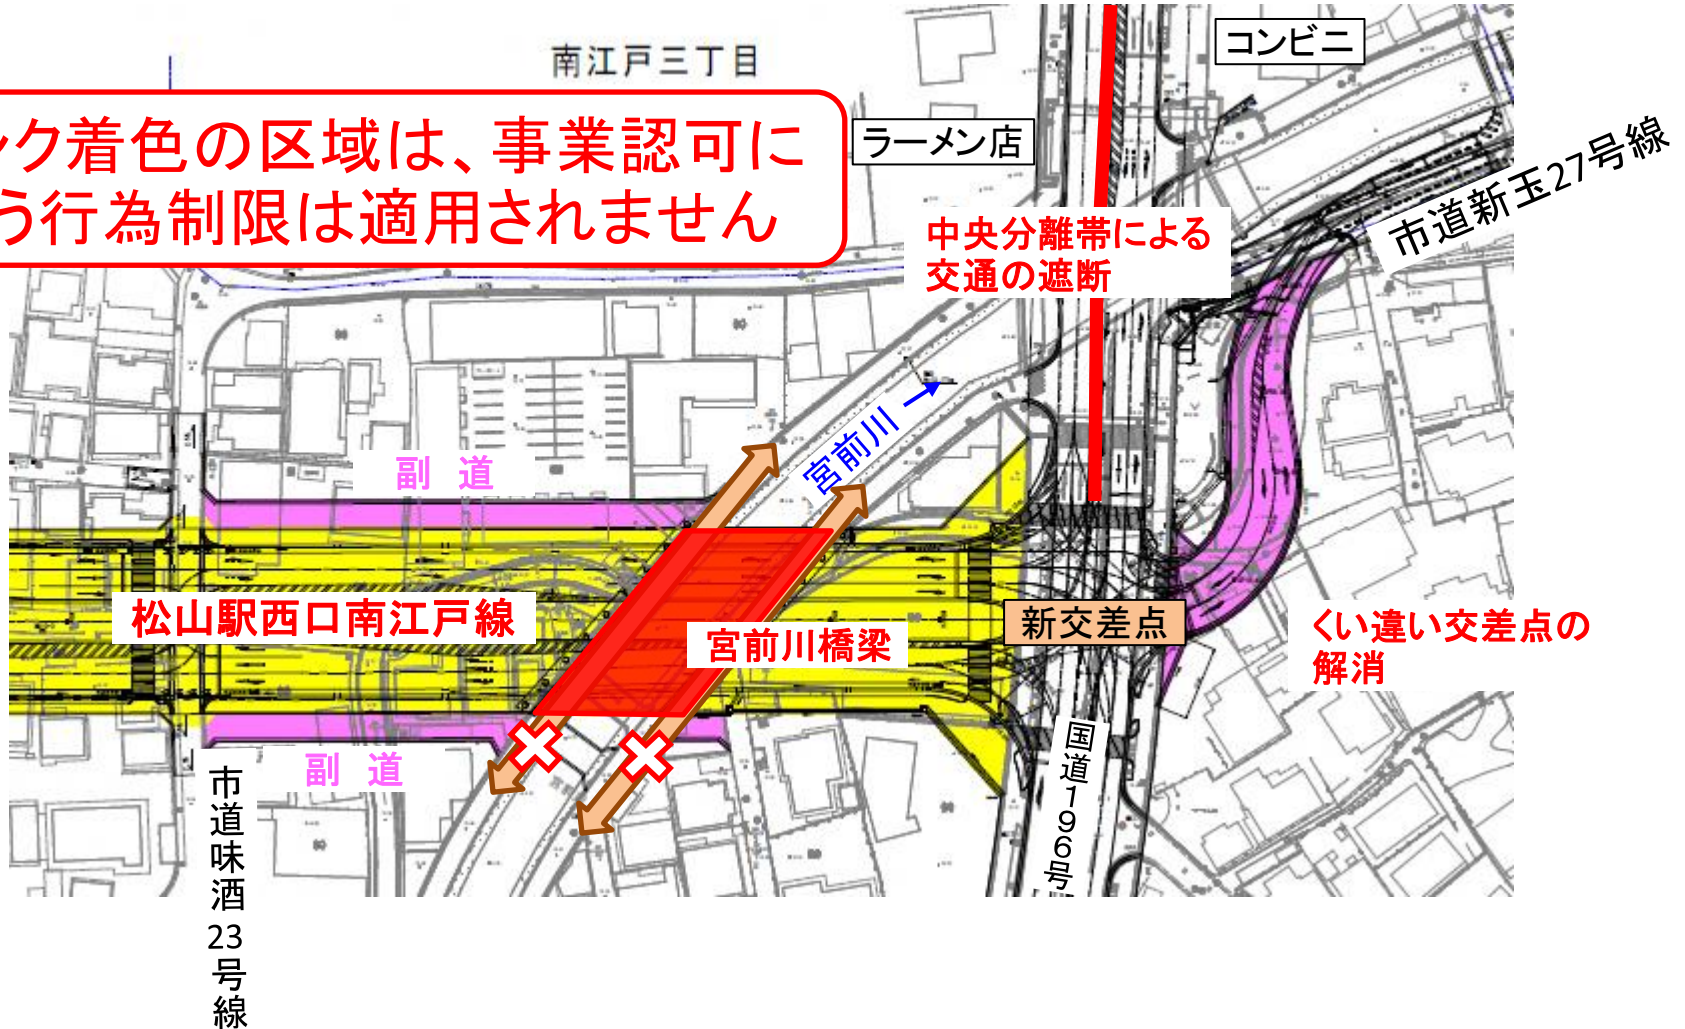 南江戸三丁目
コンビニ
ンク着色の区域は、事業認可に
う行為制限は適用されません
ラーメン店
市道新玉27号線
中央分離帯による
交通の遮断
宮前川
副 道
松山駅西口南江戸線
宮前川橋梁
新交差点
くい違い交差点の
解消
副 道
国道196号
市道味酒23号線